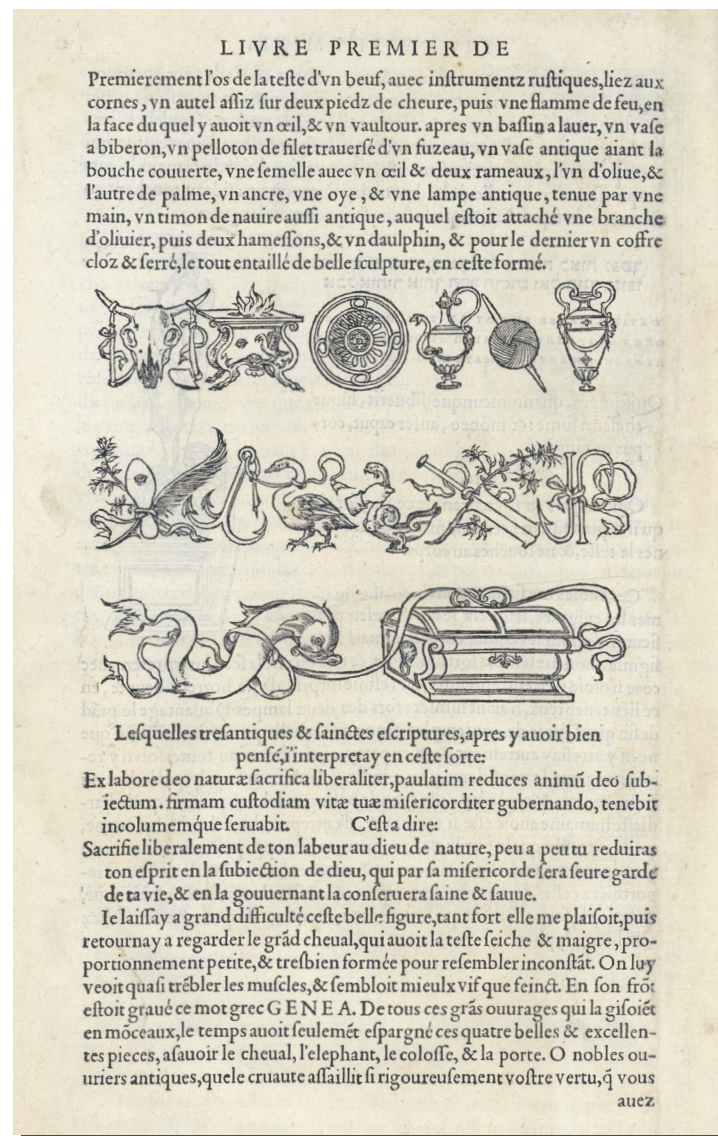 LIVRE PREMIER DE
Premierement l'os de la teſte d'vn beuf, auec inſtrumentz ruſtiques, liez aux
cornes, vn autel aſſiz ſur deux piedz de cheure, puis vne flamme de feu, en
la face du quel y auoit vn œil, & vn vaultour. apres vn baſſin a lauer, vn vaſe
a biberon, vn pelloton de filet trauerſé d'vn fuzeau, vn vaſe antique aiant la
bouche couuerte, vne ſemelle auec vn œil & deux rameaux, l'vn d'oliue, &
l'autre de palme, vn ancre, vne oye, & vne lampe antique, tenue par vne
main, vn timon de nauire auſſi antique, auquel eſtoit attaché vne branche
d'oliuier, puis deux hameſſons, & vn daulphin, & pour le dernier vn coffre
cloz & ſerré, le tout entaillé de belle ſculpture, en ceſte formé.
Leſquelles treſantiques & ſainctes eſcriptures, apres y auoir bien
penſé, i'interpretay en ceſte ſorte:
Ex labore deo naturæ ſacrifica liberaliter, paulatim reduces animũ deo ſub-
iectum. firmam cuſtodiam vitæ tuæ miſericorditer gubernando, tenebit
incolumemq́ue ſeruabit. C'eſt a dire:
Sacrifie liberalement de ton labeur au dieu de nature, peu a peu tu reduiras
ton eſprit en la ſubiection de dieu, qui par ſa miſericorde ſera ſeure garde
de ta vie, & en la gouuernant la conſeruera ſaine & ſauue.
Ie laiſſay a grand difficulté ceſte belle figure, tant fort elle me plaiſoit, puis
retournay a regarder le grãd cheual, qui auoit la teſte ſeiche & maigre, pro-
portionnement petite, & treſbien formée pour reſembler inconſtãt. On luy
veoit quaſi trẽbler les muſcles, & ſembloit mieulx vif que feinct. En ſon frõt
eſtoit graué ce mot grec GENEA. De tous ces grãs ouurages qui la giſoiẽt
en mõceaux, le temps auoit ſeulemẽt eſpargné ces quatre belles & excellen-
tes pieces, aſauoir le cheual, l'elephant, le coloſſe, & la porte. O nobles ou-
uriers antiques, quele cruaute aſſaillit ſi rigoureuſement voſtre vertu, q̃ vous
auez